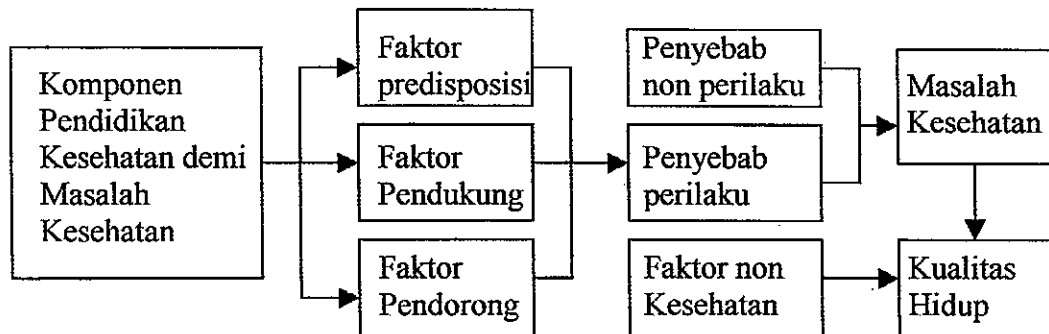 Komponen
Pendidikan
Kesehatan demi
Masalah
Kesehatan
Faktor
predisposisi
Faktor
Pendukung
Faktor
Pendorong
Penyebab
non perilaku
Penyebab
perilaku
Faktor non
Kesehatan
Masalah
Kesehatan
Kualitas
Hidup